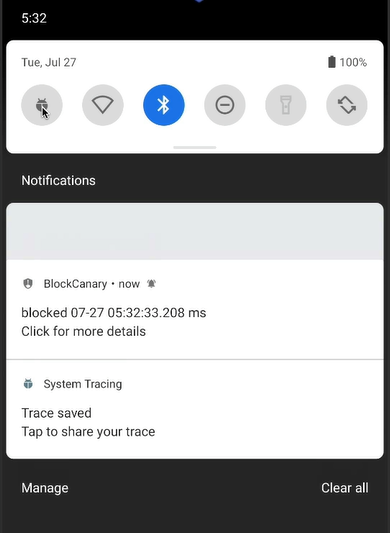 5:32
Tue, Jul 27 100%
Notifications
BlockCanary • now
blocked 07-27 05:32:33.208 ms
Click for more details
System Tracing
Trace saved
Tap to share your trace
Manage Clear all